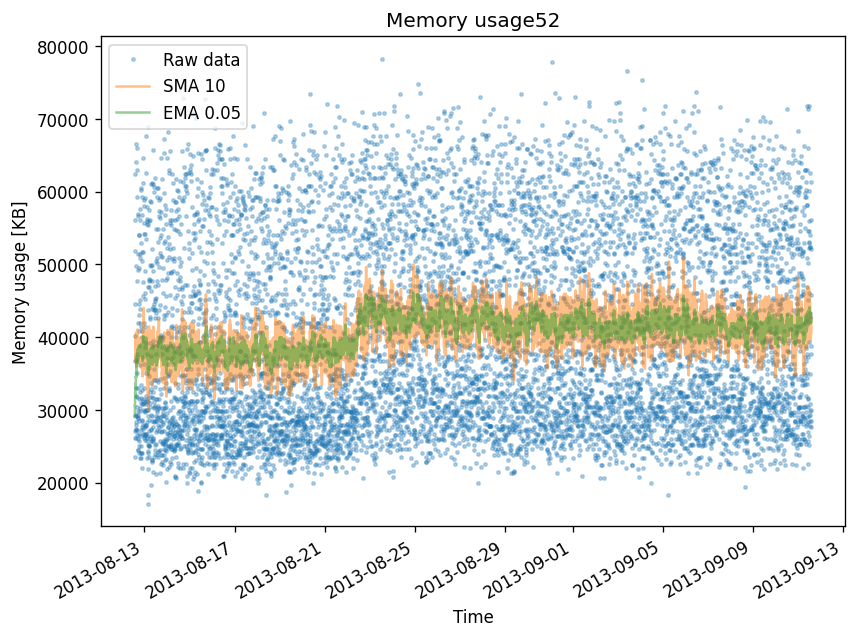 Memory usage52
Raw data
SMA 10
EMA 0.05
80000
70000
60000
50000
40000
30000
20000
Memory usage [KB]
2013-08-13
2013-08-17
2013-08-21
2013-08-25
2013-08-29
2013-09-01
2013-09-05
2013-09-09
2013-09-13
Time